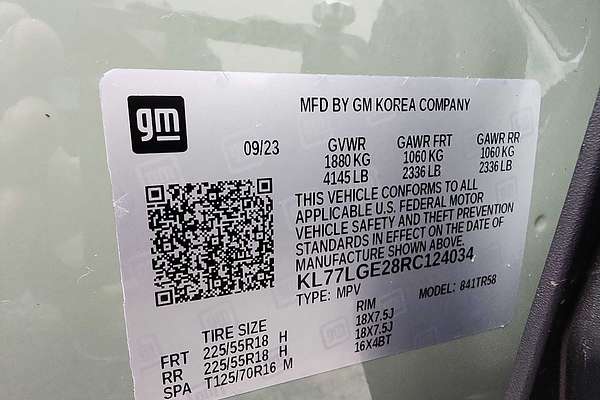 gm
MFD BY GM KOREA COMPANY
09/23 GVWR GAWR FRT GAWR RR
1880 KG 1060 KG 1060 KG
4145 LB 2336 LB 2336 LB
THIS VEHICLE CONFORMS TO ALL
APPLICABLE U.S. FEDERAL MOTOR
VEHICLE SAFETY AND THEFT PREVENTION
STANDARDS IN EFFECT ON THE DATE OF
MANUFACTURE SHOWN ABOVE.
KL77LGE28RC124034
TYPE: MPV MODEL: 841TR58
TIRE SIZE RIM
FRT 225/55R18 H 18X7.5J
RR 225/55R18 H 18X7.5J
SPA T125/70R16 M 16X4BT